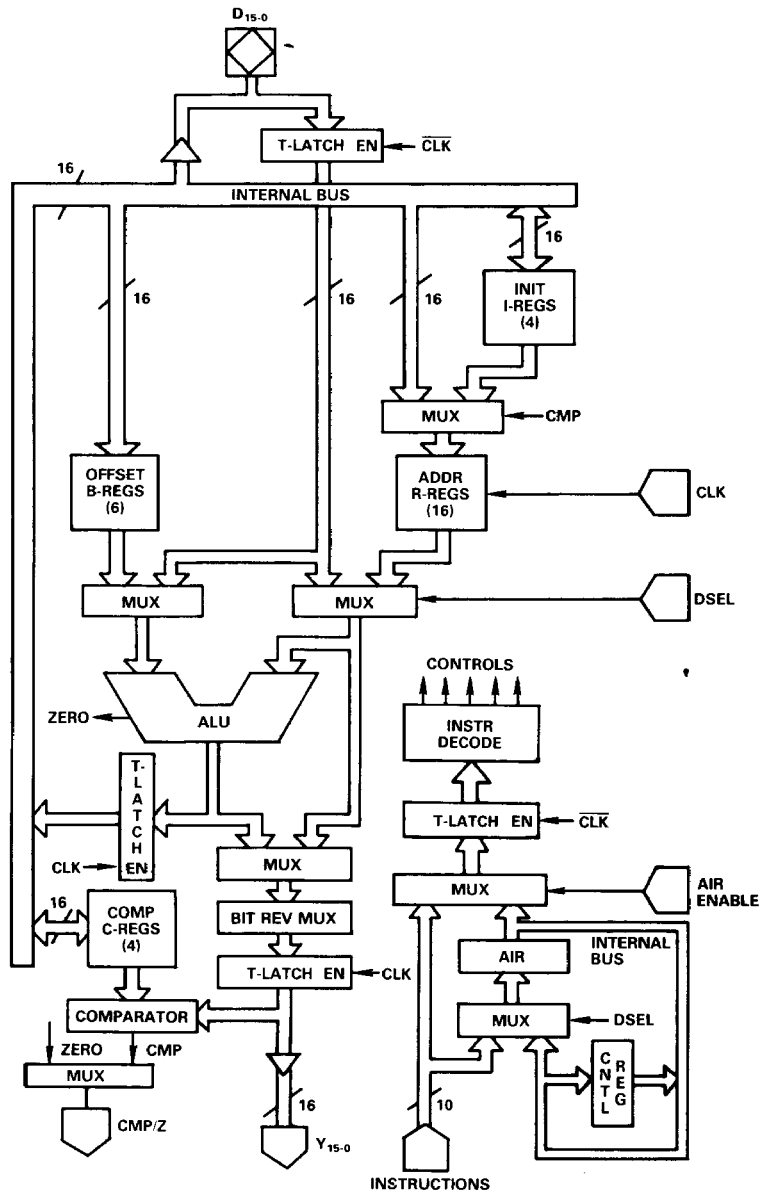 D15-0
T-LATCH EN
CLK
16
INTERNAL BUS
16
16
16
16
INIT
I-REGS
(4)
MUX
CMP
OFFSET
B-REGS
(6)
ADDR
R-REGS
(16)
CLK
MUX
MUX
DSEL
CONTROLS
ZERO
ALU
INSTR
DECODE
T-
LATCH
EN
CLK
T-LATCH EN
CLK
MUX
MUX
AIR
ENABLE
16
COMP
C-REGS
(4)
BIT REV MUX
INTERNAL
BUS
AIR
T-LATCH EN
CLK
COMPARATOR
MUX
DSEL
ZERO
CMP
MUX
CNTL
REG
CMP/Z
16
Y15-0
10
INSTRUCTIONS